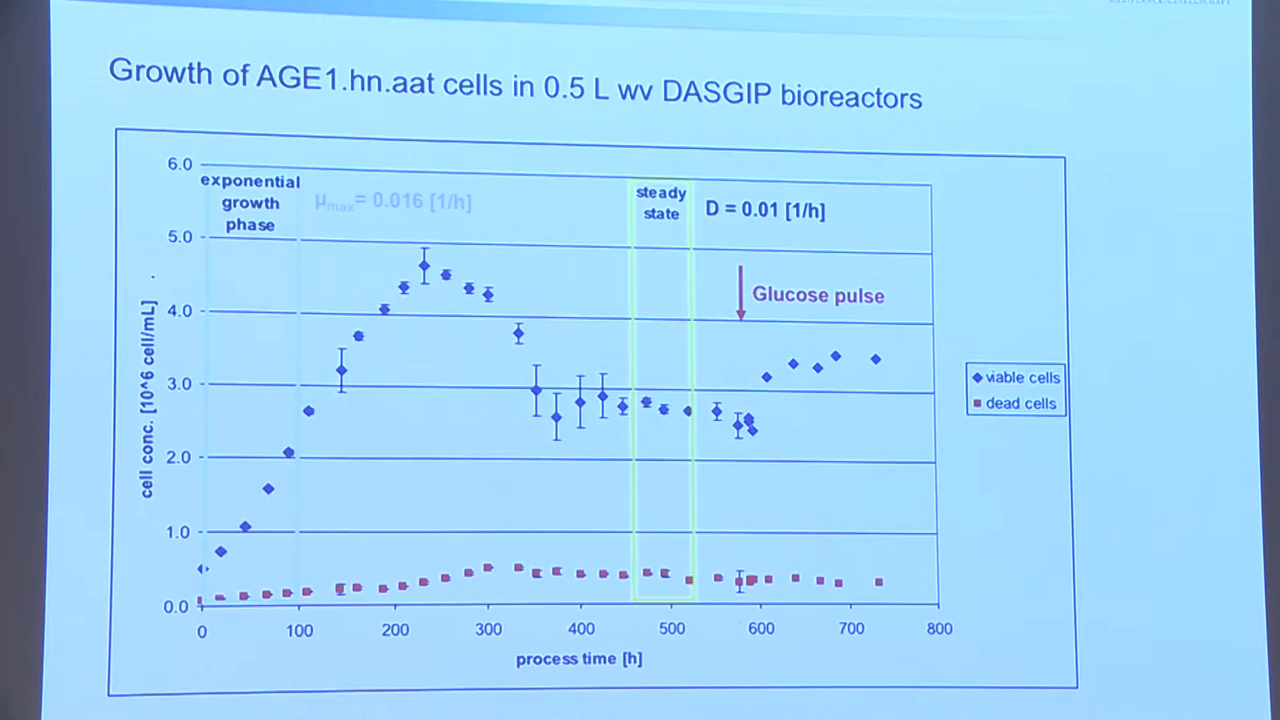 Growth of AGE1.hn.aat cells in 0.5 L wv DASGIP bioreactors
6.0
5.0
4.0
3.0
2.0
1.0
0.0
cell conc. [10^6 cell/mL]
exponential
growth
phase
μmax= 0.016 [1/h]
steady
state
D = 0.01 [1/h]
Glucose pulse
viable cells
dead cells
0
100
200
300
400
500
600
700
800
process time [h]